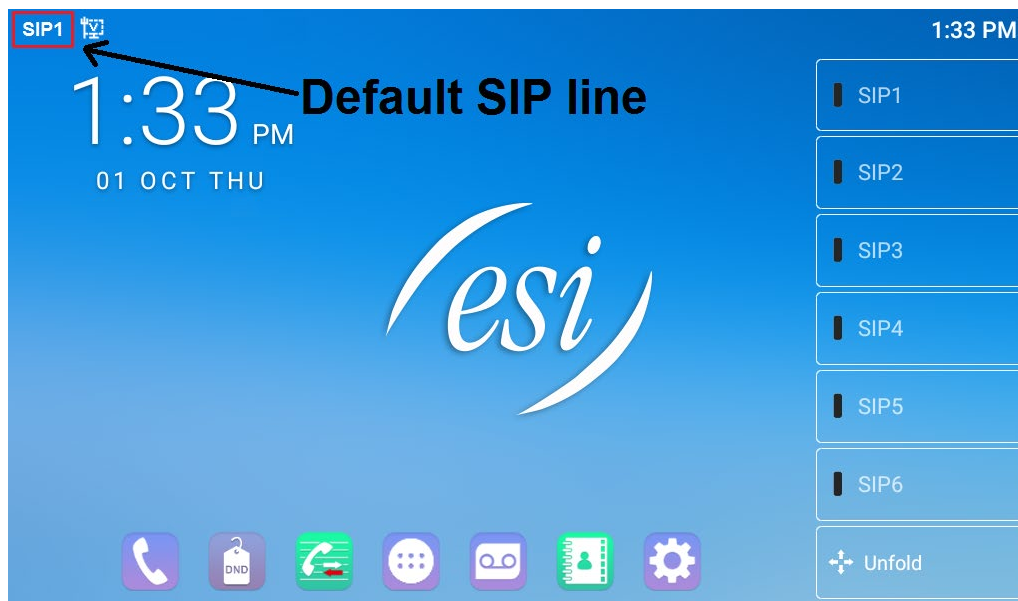 SIP1
1:33 PM
1:33 PM
Default SIP line
01 OCT THU
esi
SIP1
SIP2
SIP3
SIP4
SIP5
SIP6
DND
Unfold